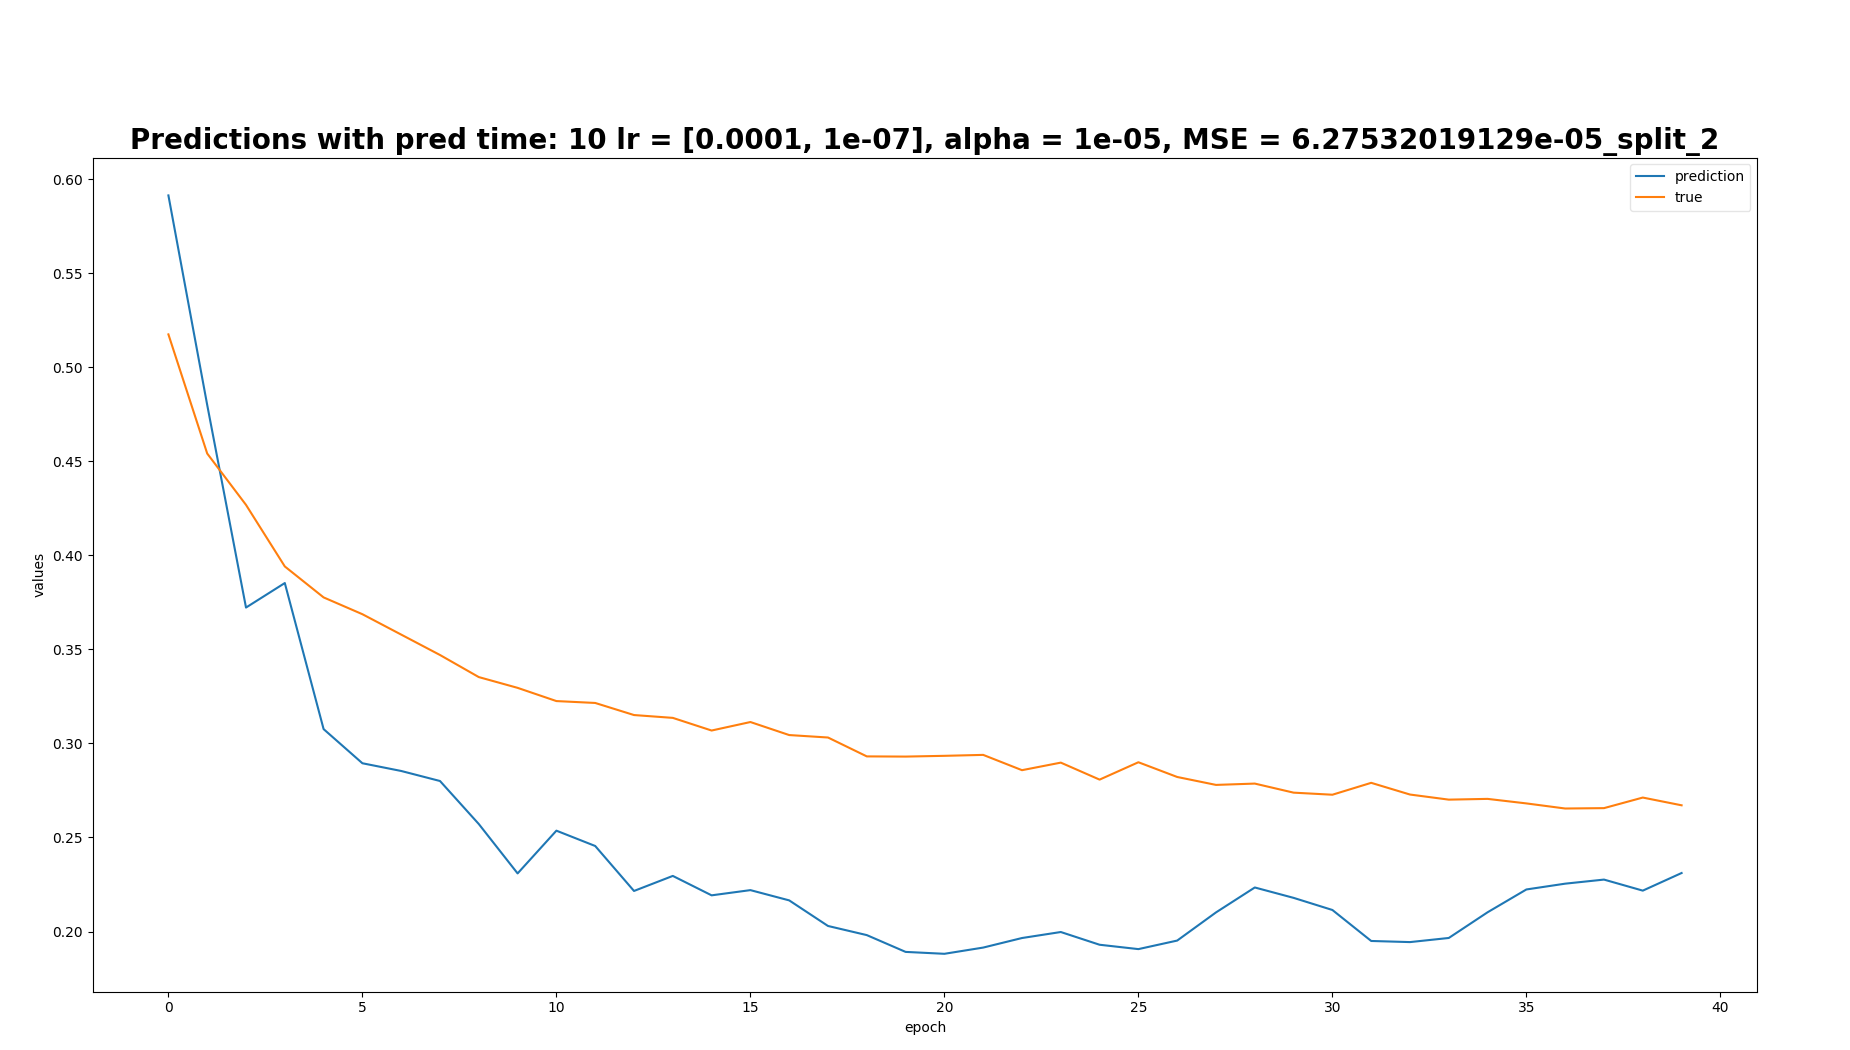 Predictions with pred time: 10 lr = [0.0001, 1e-07], alpha = 1e-05, MSE = 6.27532019129e-05_split_2
prediction
true
0.60
0.55
0.50
0.45
0.40
0.35
0.30
0.25
0.20
values
0 5 10 15 20 25 30 35 40
epoch